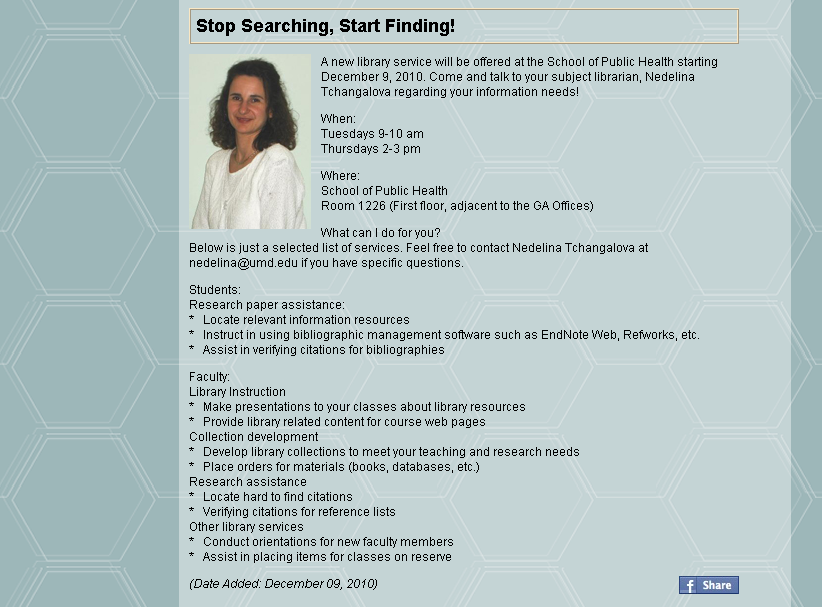 Stop Searching, Start Finding!
A new library service will be offered at the School of Public Health starting
December 9, 2010. Come and talk to your subject librarian, Nedelina
Tchangalova regarding your information needs!
When:
Tuesdays 9-10 am
Thursdays 2-3 pm
Where:
School of Public Health
Room 1226 (First floor, adjacent to the GA Offices)
What can I do for you?
Below is just a selected list of services. Feel free to contact Nedelina Tchangalova at
nedelina@umd.edu if you have specific questions.
Students:
Research paper assistance:
* Locate relevant information resources
* Instruct in using bibliographic management software such as EndNote Web, Refworks, etc.
* Assist in verifying citations for bibliographies
Faculty:
Library Instruction
* Make presentations to your classes about library resources
* Provide library related content for course web pages
Collection development
* Develop library collections to meet your teaching and research needs
* Place orders for materials (books, databases, etc.)
Research assistance
* Locate hard to find citations
* Verifying citations for reference lists
Other library services
* Conduct orientations for new faculty members
* Assist in placing items for classes on reserve
(Date Added: December 09, 2010)
f Share